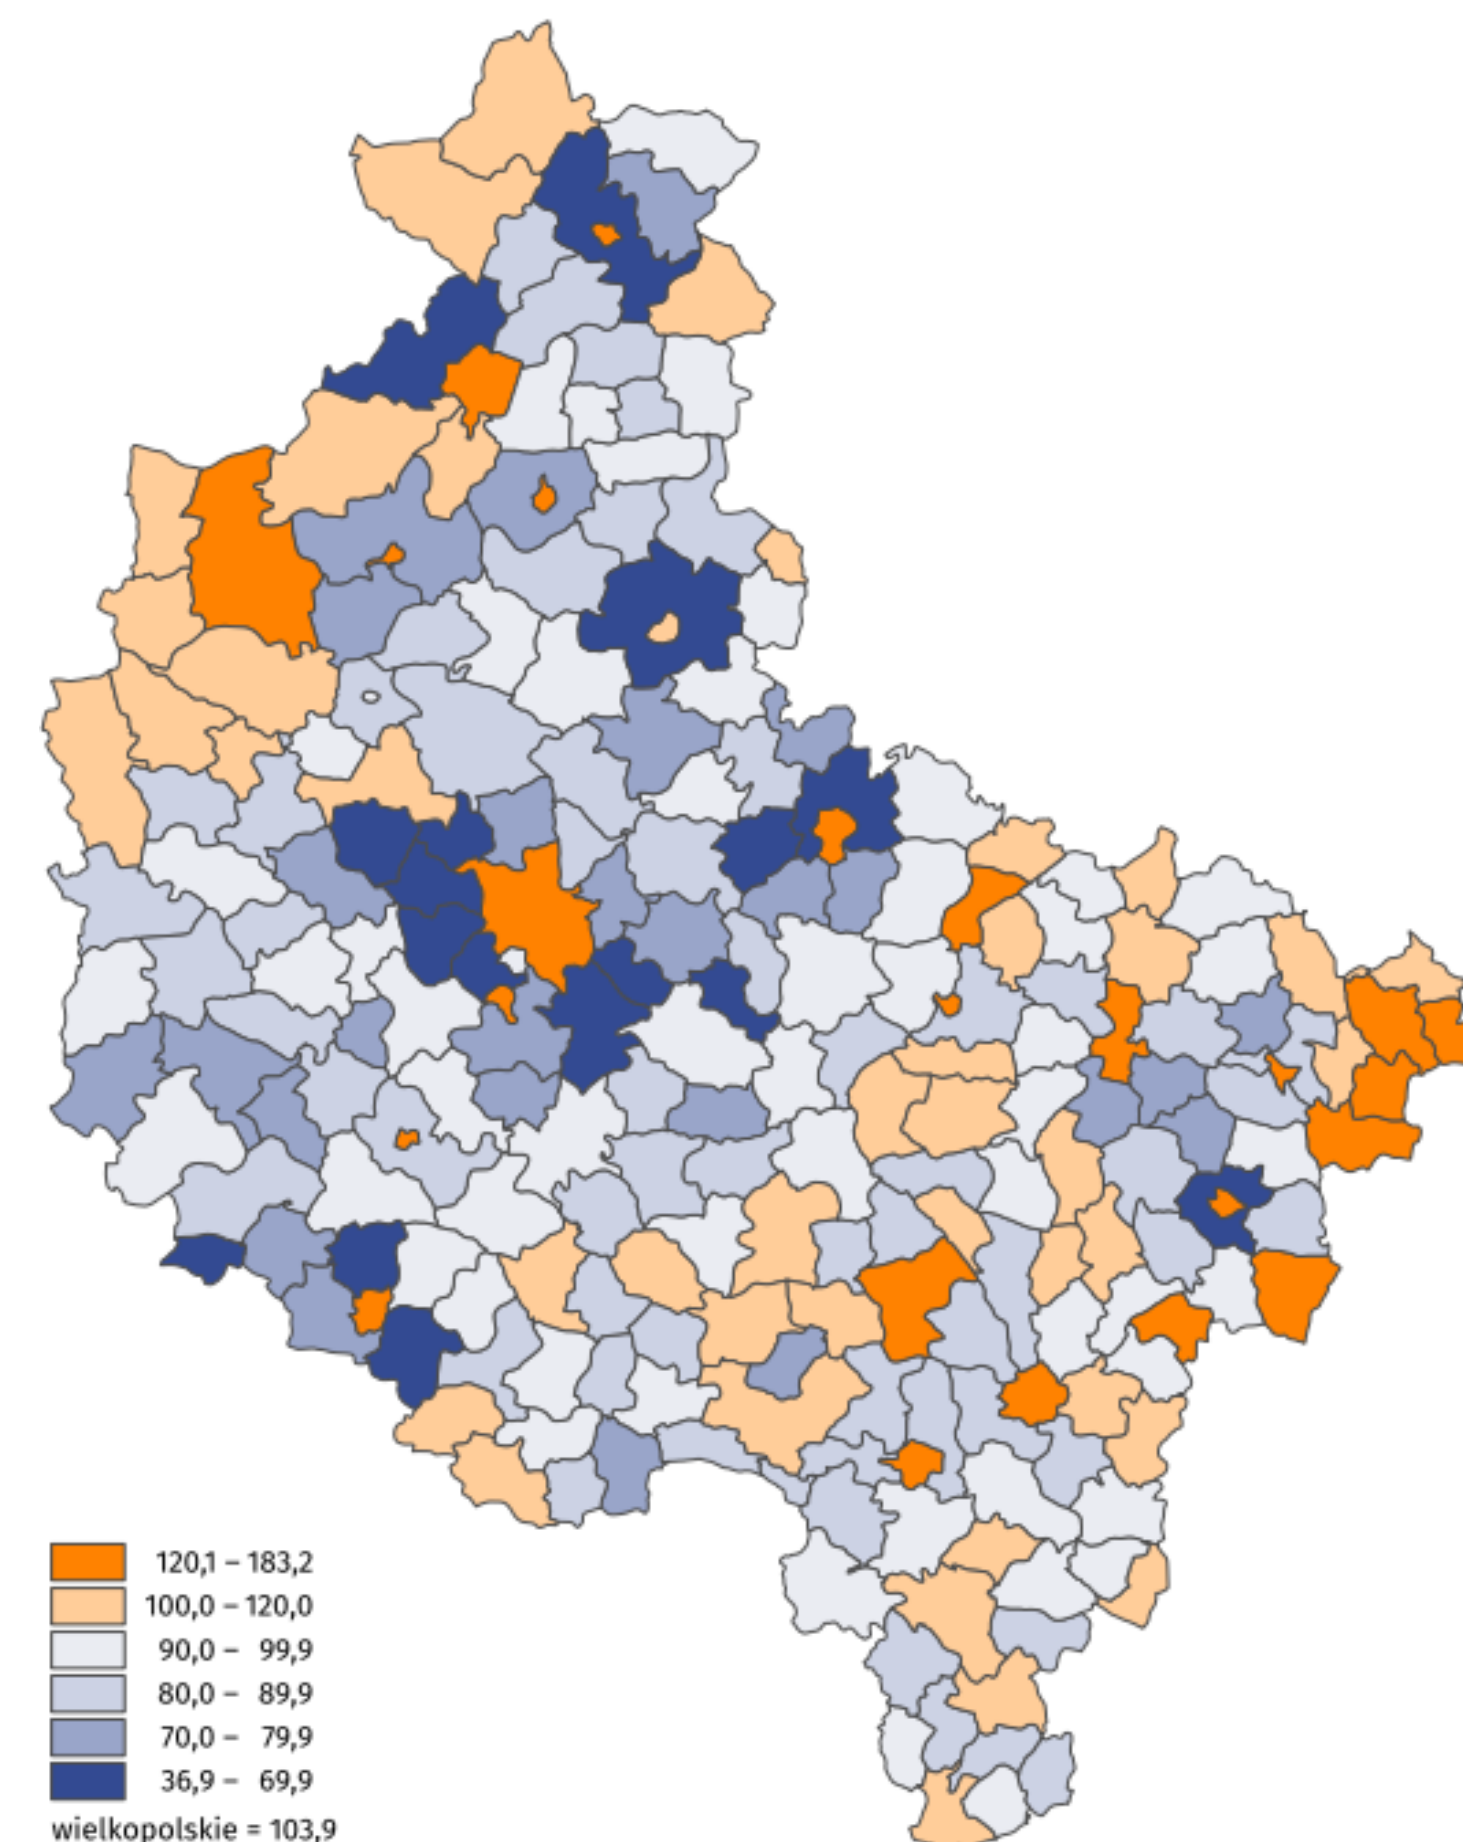 120,1 – 183,2
100,0 – 120,0
90,0 – 99,9
80,0 – 89,9
70,0 – 79,9
36,9 – 69,9
wielkopolskie = 103,9